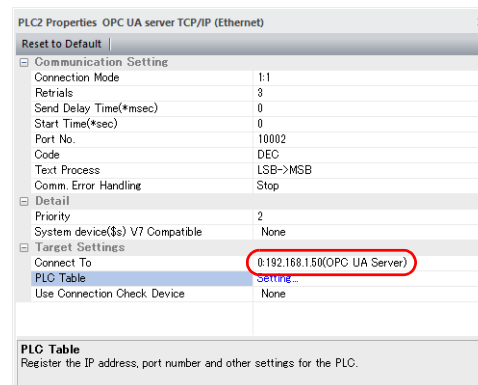 PLC2 Properties  OPC UA server TCP/IP (Ethernet)
Reset to Default
Communication Setting
Connection Mode 1:1
Retrials 3
Send Delay Time(*msec) 0
Start Time(*sec) 0
Port No. 10002
Code DEC
Text Process LSB->MSB
Comm. Error Handling Stop
Detail
Priority 2
System device($s) V7 Compatible None
Target Settings
Connect To 0:192.168.1.50(OPC UA Server)
PLC Table Setting...
Use Connection Check Device None
PLC Table
Register the IP address, port number and other settings for the PLC.